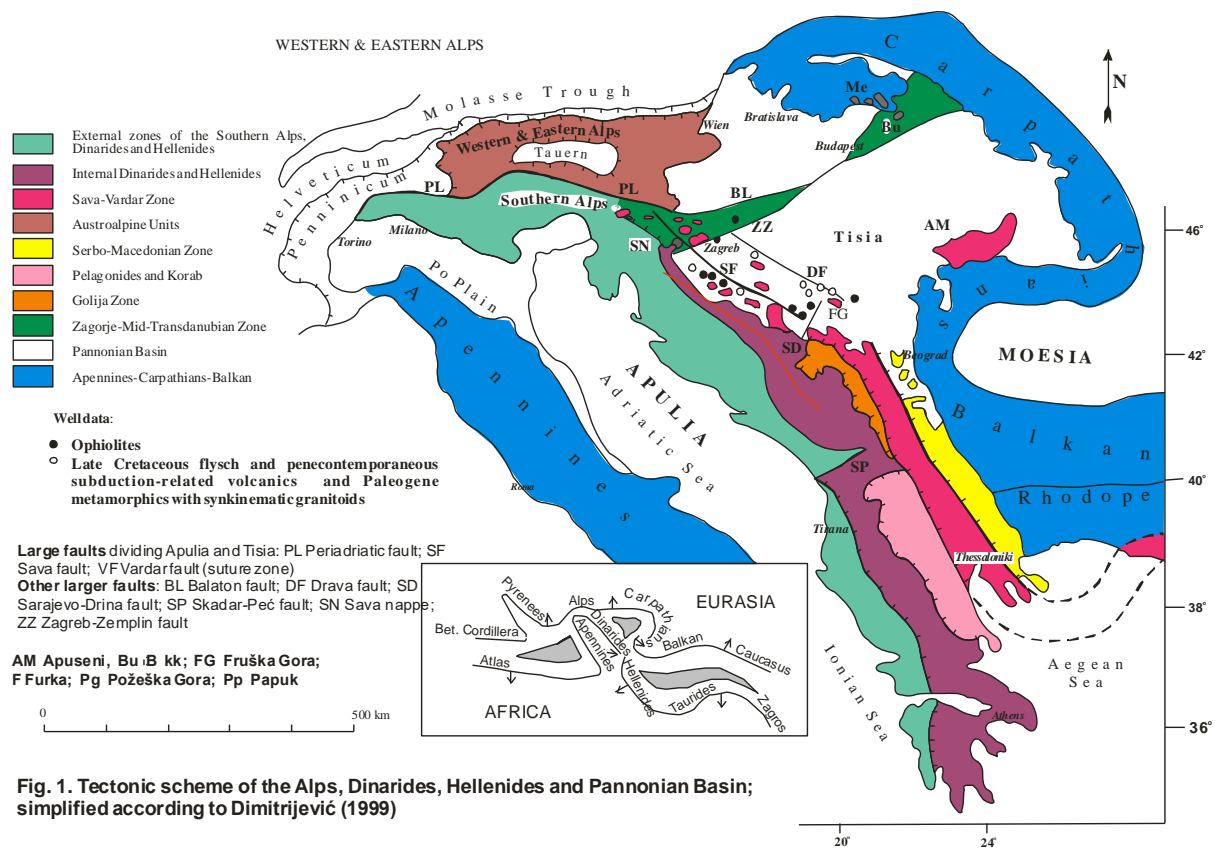 WESTERN & EASTERN ALPS
External zones of the Southern Alps,
Dinarides and Hellenides
Internal Dinarides and Hellenides
Sava-Vardar Zone
Austroalpine Units
Serbo-Macedonian Zone
Pelagonides and Korab
Golija Zone
Zagorje-Mid-Transdanubian Zone
Pannonian Basin
Apennines-Carpathians-Balkan
Well data:
Ophiolites
Late Cretaceous flysch and penecontemporaneous
subduction-related volcanics and Paleogene
metamorphics with synkinematic granitoids
Large faults dividing Apulia and Tisia: PL Periadriatic fault; SF
Sava fault; VF Vardar fault (suture zone)
Other larger faults: BL Balaton fault; DF Drava fault; SD
Sarajevo-Drina fault; SP Skadar-Peć fault; SN Sava nappe;
ZZ Zagreb-Zemplin fault
AM Apuseni, Bu B kk; FG Fruška Gora;
F Furka; Pg Požeška Gora; Pp Papuk
0 500 km
Molasse Trough
Helveticum
Penninicum
Western & Eastern Alps
Tauern
PL
PL
Southern Alps
Wien
Bratislava
Budapest
Me
Bu
Carpathians
N
BL
ZZ
SN
Zagreb
SF
DF
FG
Tisia
AM
SD
Beograd
MOESIA
Balkan
Rhodope
Torino
Milano
Po Plain
Apennines
Roma
APULIA
Adriatic Sea
SP
Tirana
Thessaloniki
Ionian Sea
Aegean
Sea
Athens
46°
42°
40°
38°
36°
20°
24°
Pyrenees
Alps
Carpathians
EURASIA
Bet. Cordillera
Dinarides
Apennines
Balkan
Caucasus
Atlas
Hellenides
Taurides
Zagros
AFRICA
Fig. 1. Tectonic scheme of the Alps, Dinarides, Hellenides and Pannonian Basin;
simplified according to Dimitrijević (1999)